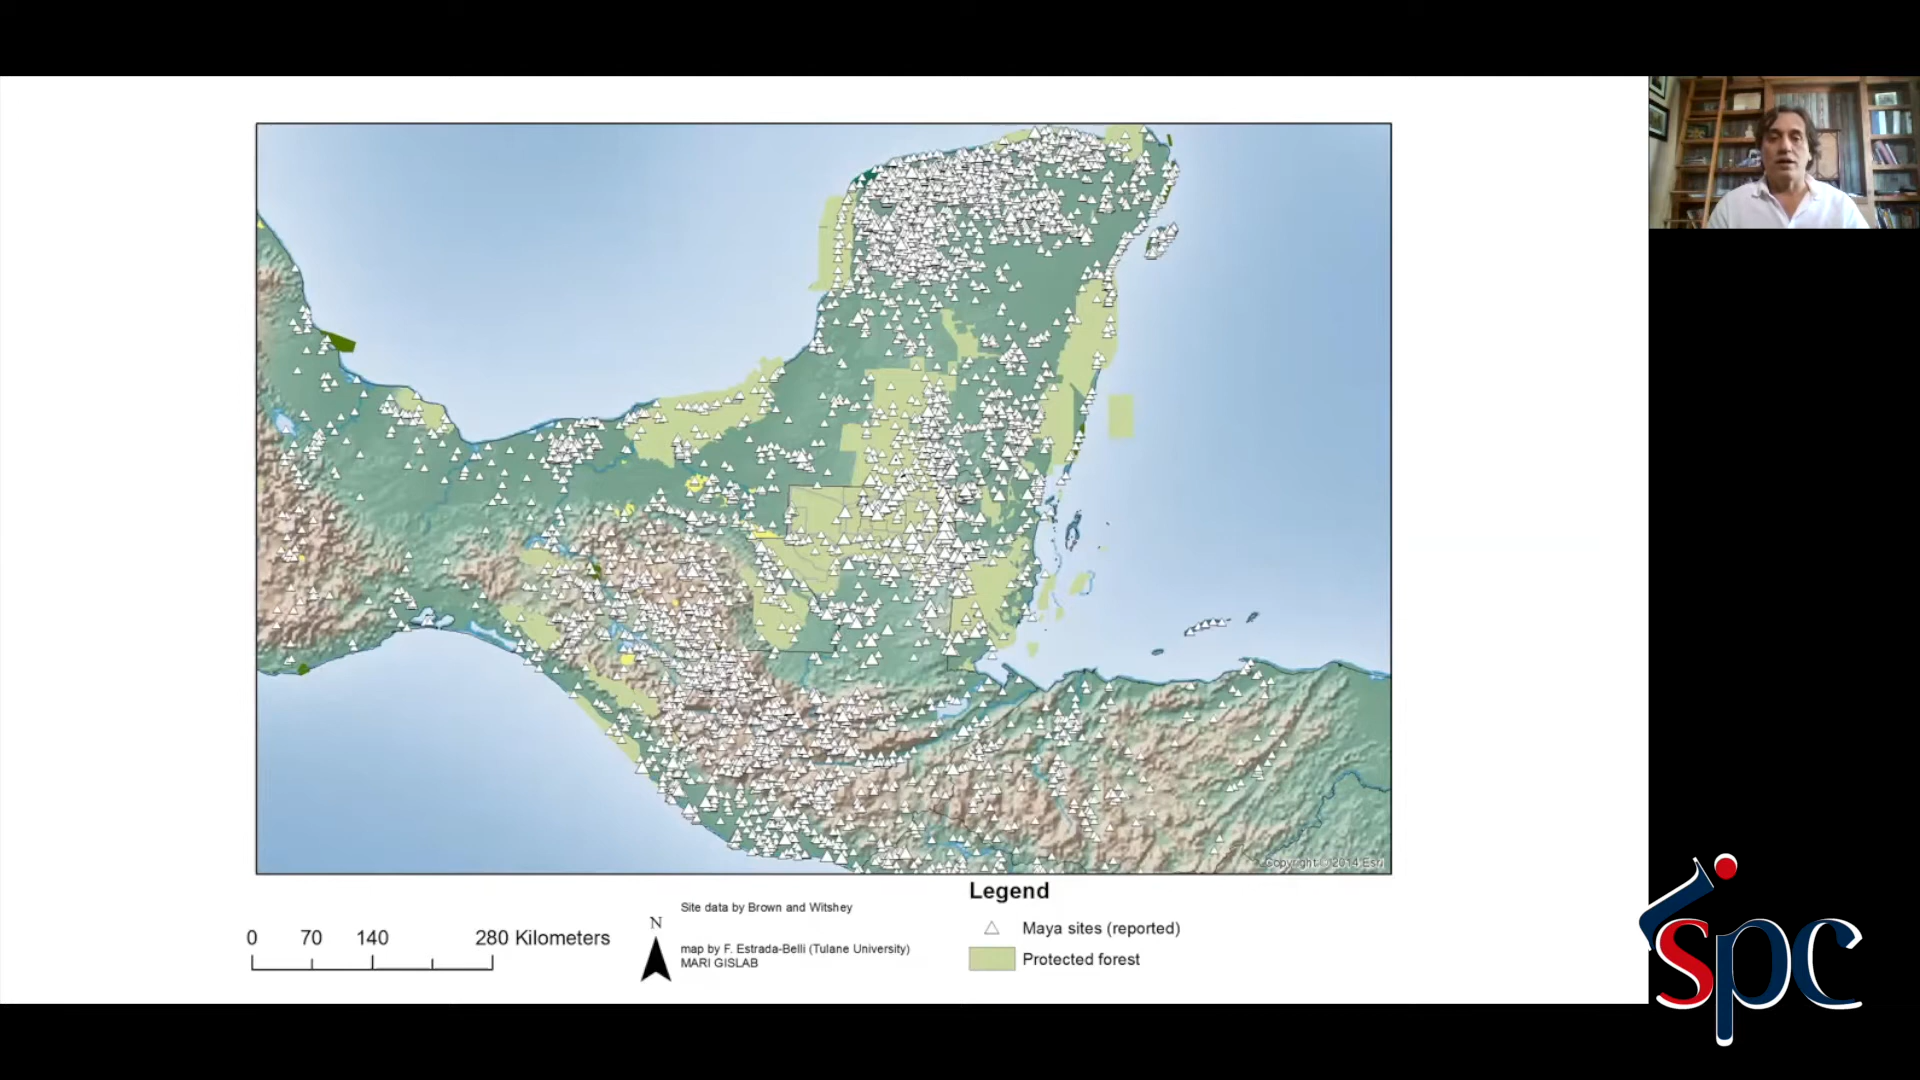 Copyright © 2014 Esri
Legend
Site data by Brown and Witshey
N
Maya sites (reported)
0 70 140 280 Kilometers
map by F. Estrada-Belli (Tulane University)
MARI GISLAB
Protected forest
spc